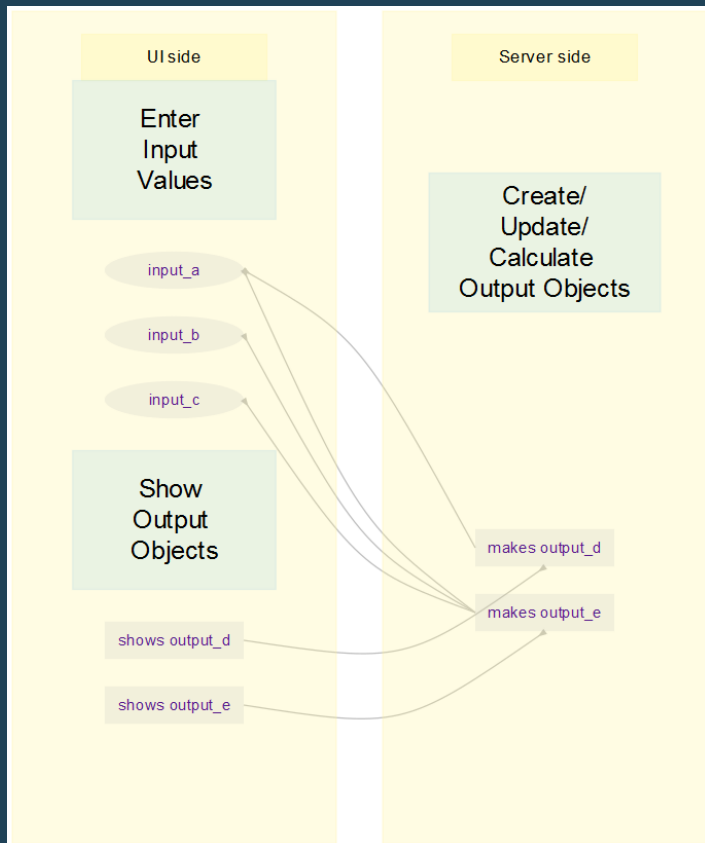 UI side
Enter
Input
Values
input_a
input_b
input_c
Show
Output
Objects
shows output_d
shows output_e
Server side
Create/
Update/
Calculate
Output Objects
makes output_d
makes output_e